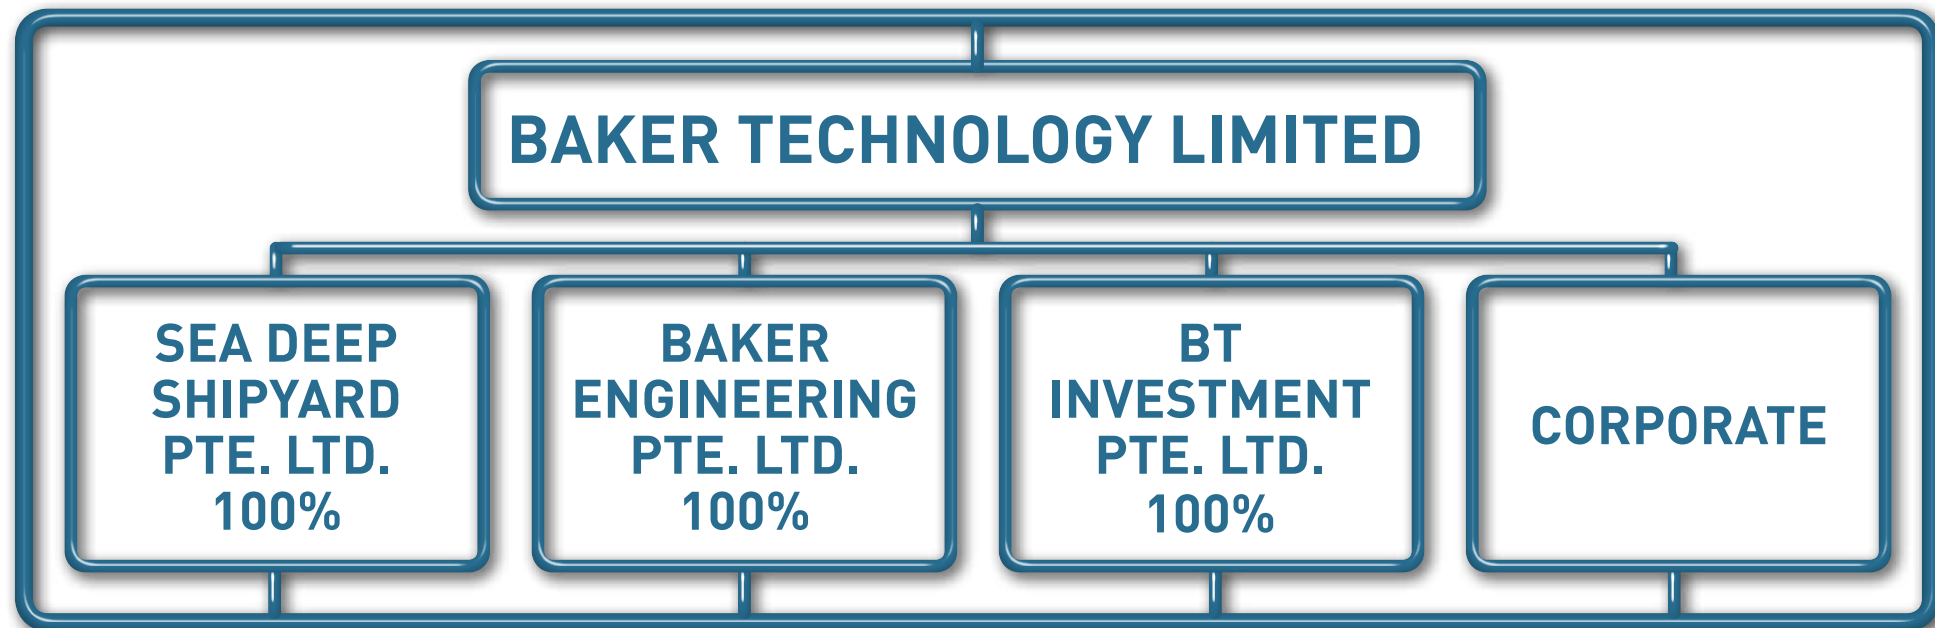 BAKER TECHNOLOGY LIMITED
SEA DEEP
SHIPYARD
PTE. LTD.
100%
BAKER
ENGINEERING
PTE. LTD.
100%
BT
INVESTMENT
PTE. LTD.
100%
CORPORATE